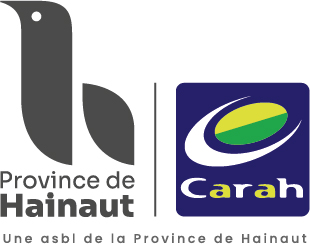 Province de
Hainaut
Carah
Une asbl de la Province de Hainaut